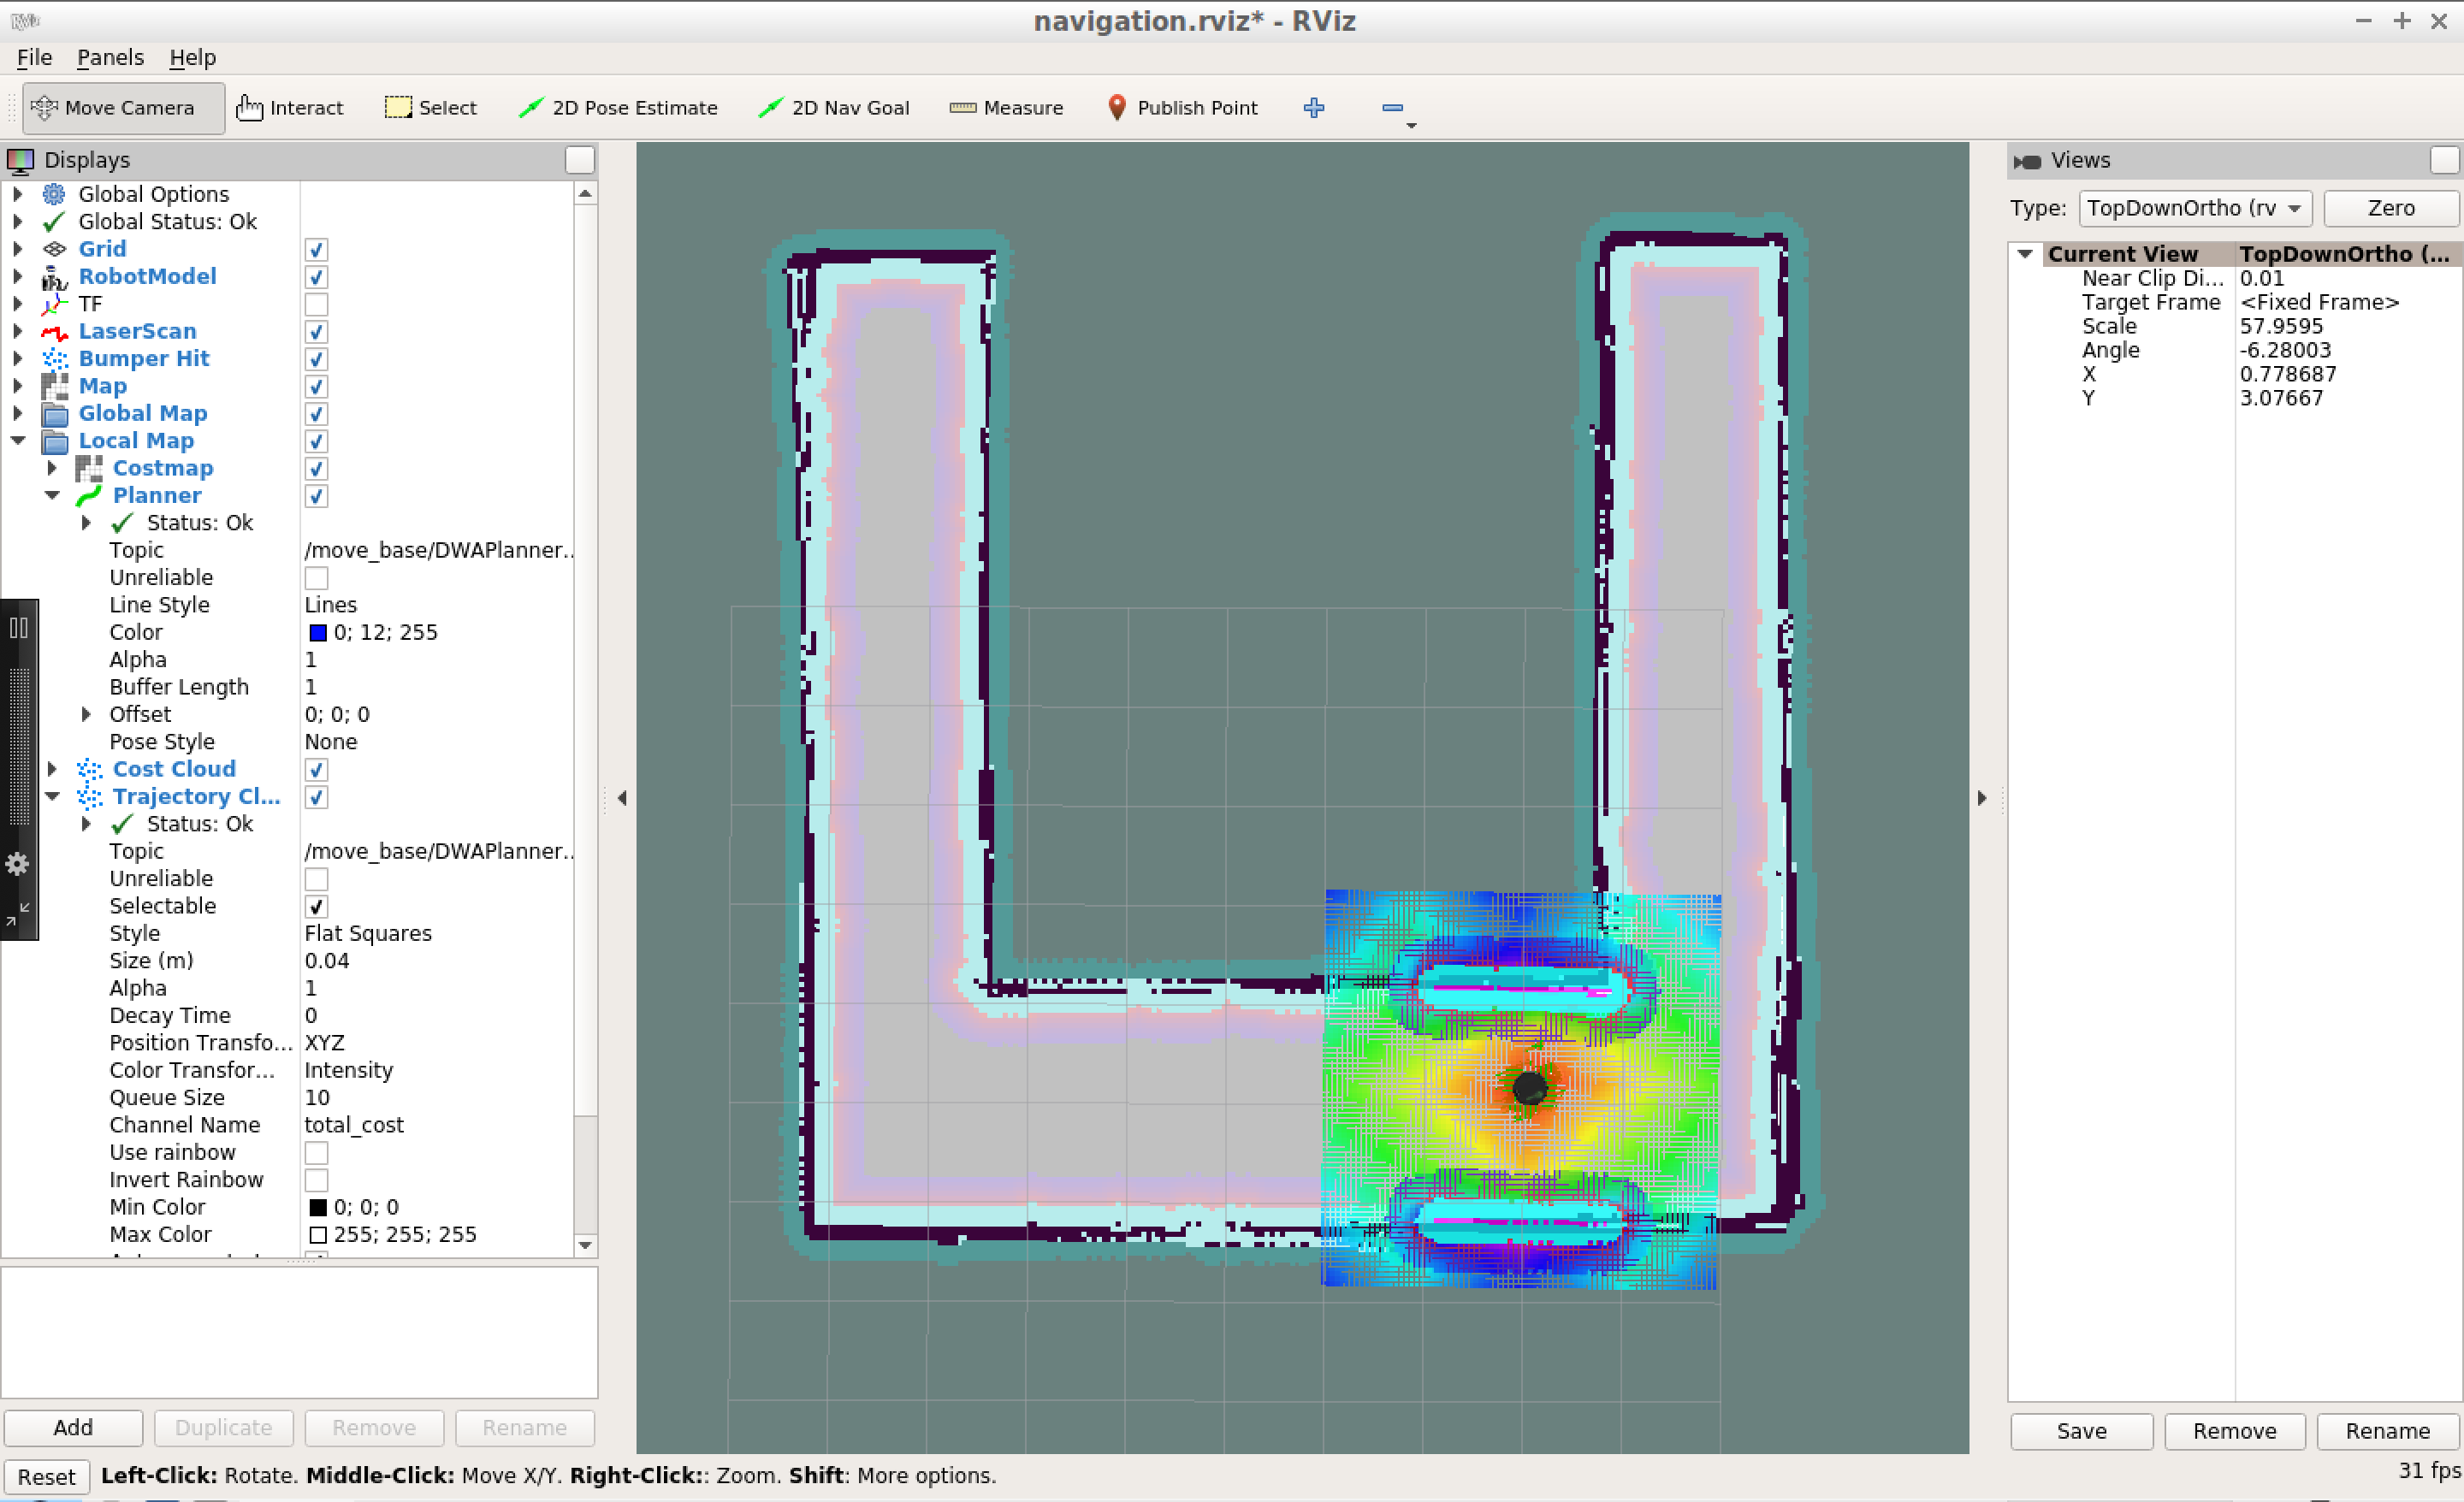 navigation.rviz* - RViz
File Panels Help
Move Camera Interact Select 2D Pose Estimate 2D Nav Goal Measure Publish Point
Displays
Global Options
Global Status: Ok
Grid
RobotModel
TF
LaserScan
Bumper Hit
Map
Global Map
Local Map
Costmap
Planner
Status: Ok
Topic /move_base/DWAPlanner..
Unreliable
Line Style Lines
Color 0; 12; 255
Alpha 1
Buffer Length 1
Offset 0; 0; 0
Pose Style None
Cost Cloud
Trajectory Cl...
Status: Ok
Topic /move_base/DWAPlanner..
Unreliable
Selectable
Style Flat Squares
Size (m) 0.04
Alpha 1
Decay Time 0
Position Transfo... XYZ
Color Transfor... Intensity
Queue Size 10
Channel Name total_cost
Use rainbow
Invert Rainbow
Min Color 0; 0; 0
Max Color 255; 255; 255
Add Duplicate Remove Rename
Reset Left-Click: Rotate. Middle-Click: Move X/Y. Right-Click:: Zoom. Shift: More options.
Views
Type: TopDownOrtho (rv Zero
Current View TopDownOrtho (...
Near Clip Di... 0.01
Target Frame <Fixed Frame>
Scale 57.9595
Angle -6.28003
X 0.778687
Y 3.07667
Save Remove Rename
31 fps